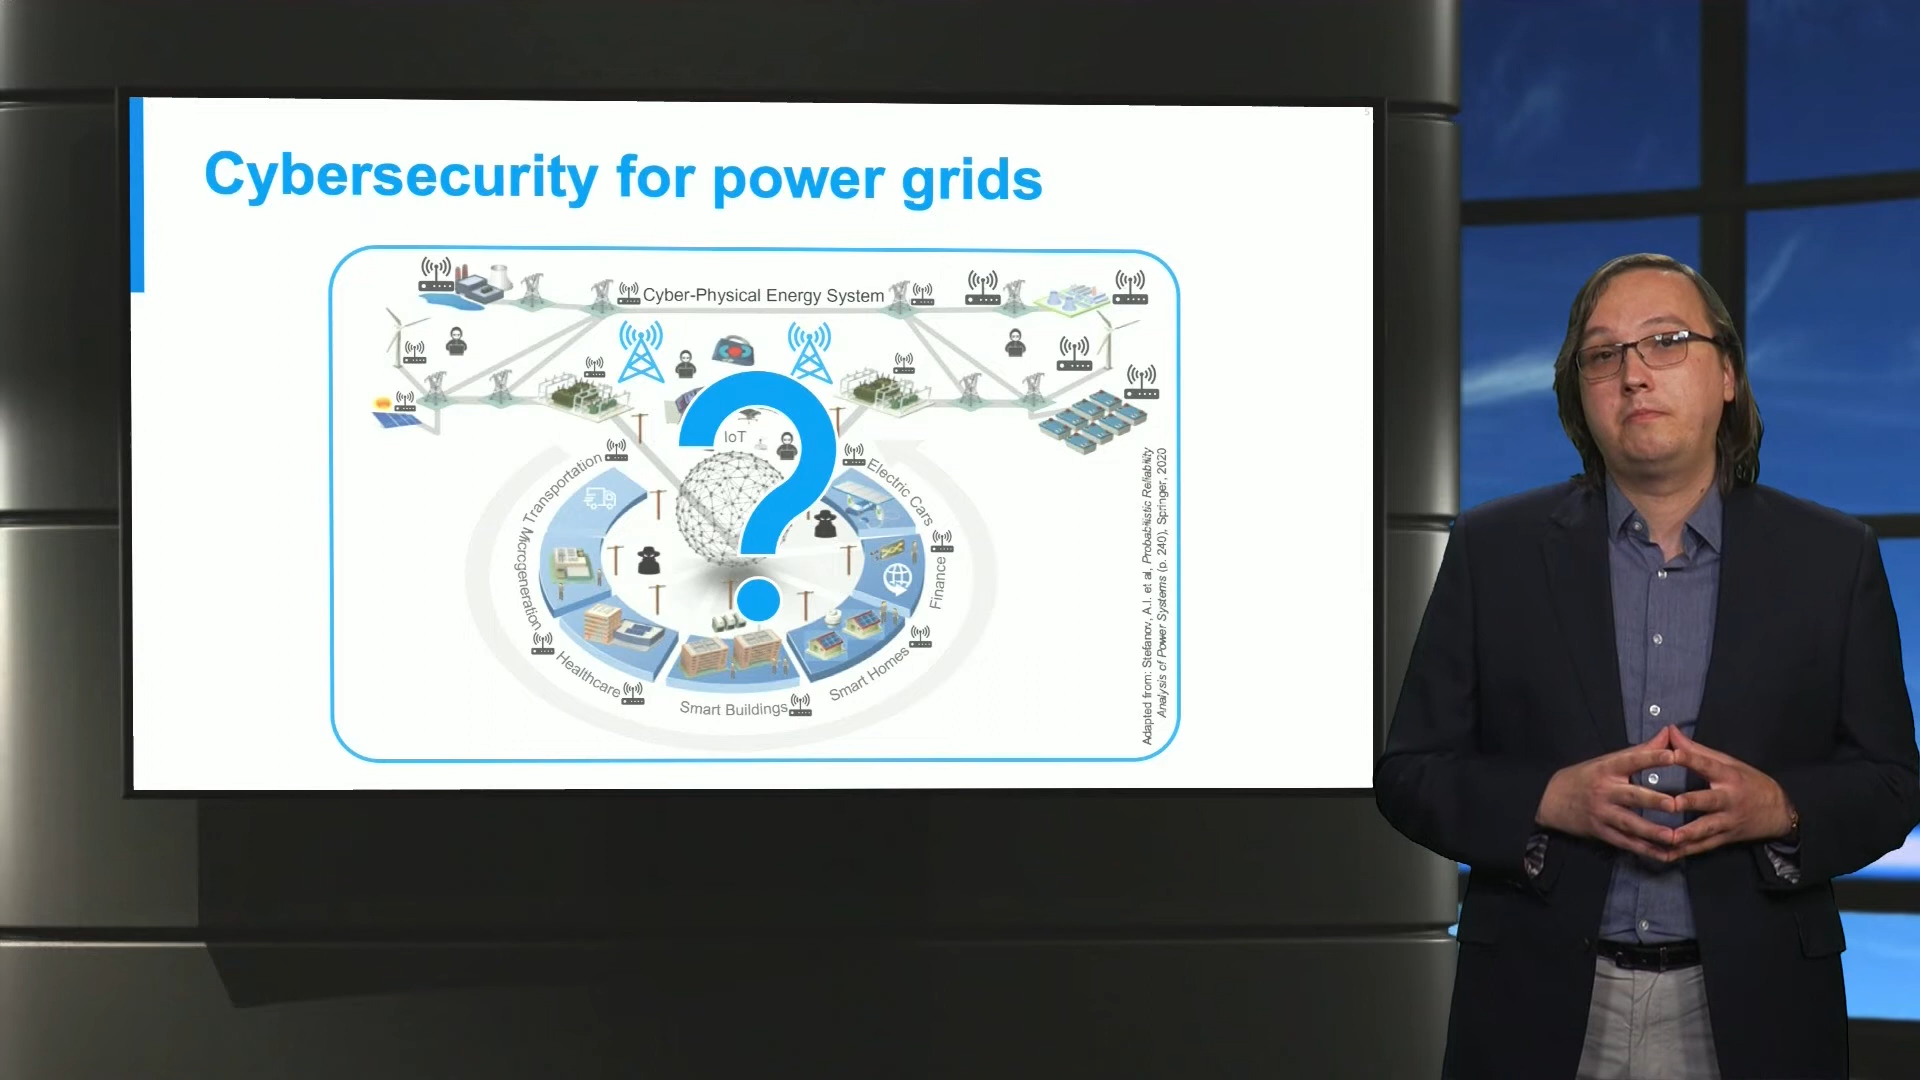 5
Cybersecurity for power grids
Cyber-Physical Energy System
IoT
Transportation
Electric Cars
Microgeneration
Finance
Healthcare
Smart Homes
Smart Buildings
Adapted from: Stefanov, A.I. et al, Probabilistic Reliability
Analysis of Power Systems (p. 240). Springer, 2020